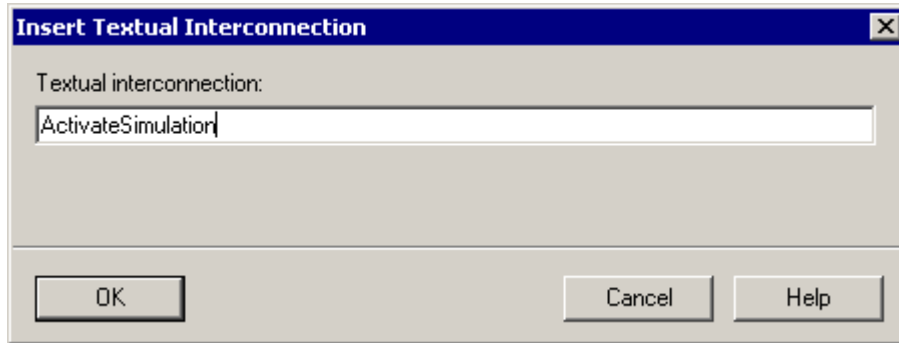 Insert Textual Interconnection
Textual interconnection:
ActivateSimulation
OK Cancel Help